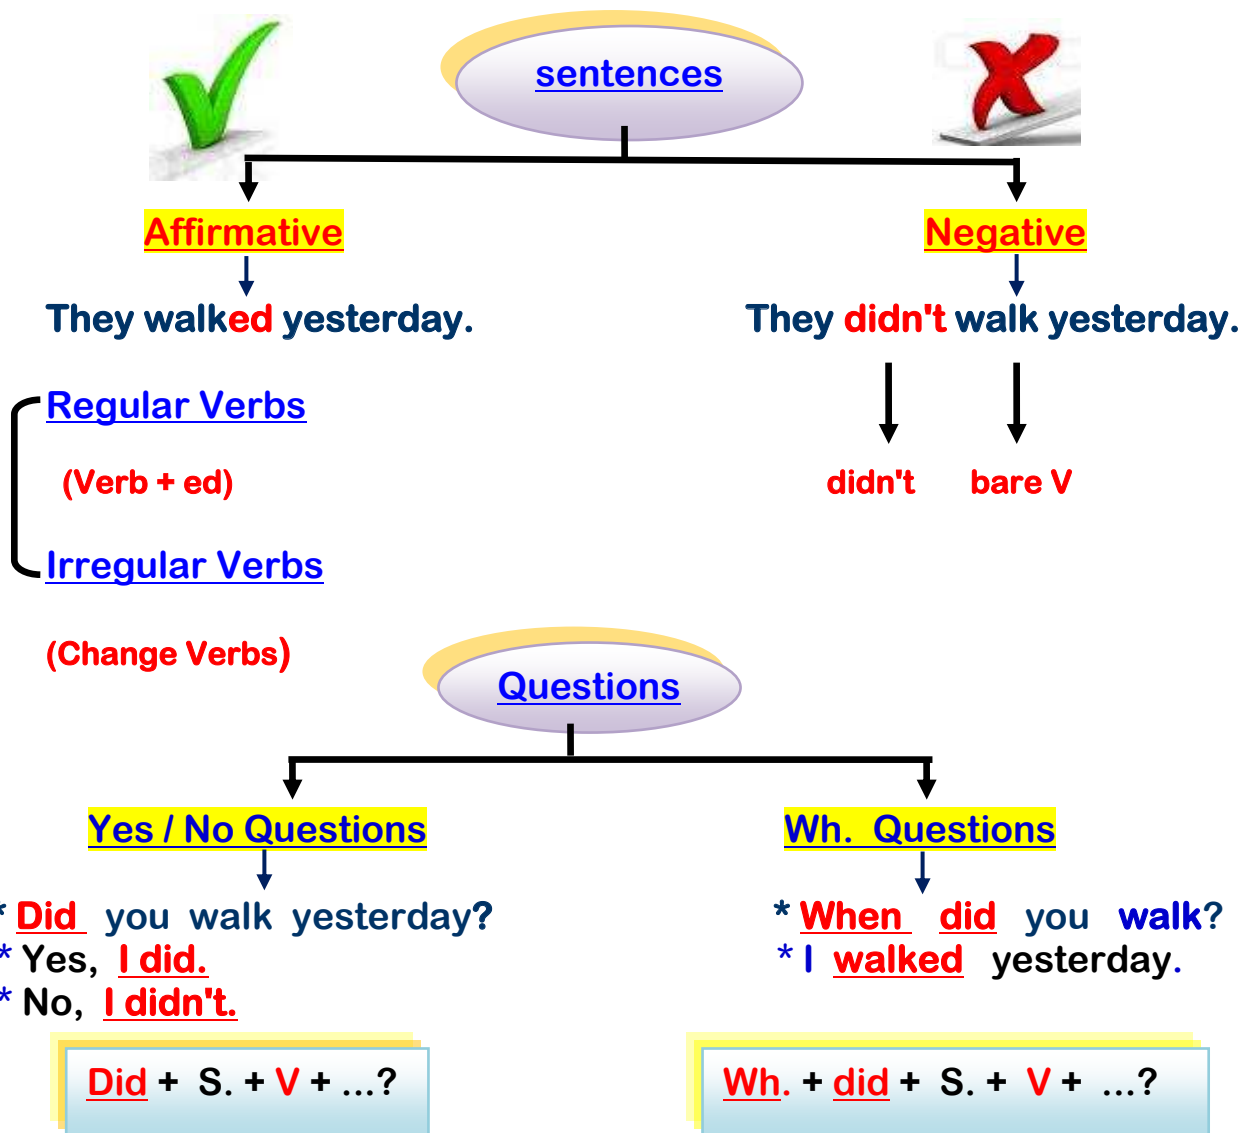 sentences
Affirmative
Negative
They walked yesterday.
They didn't walk yesterday.
Regular Verbs
(Verb + ed)
didn't bare V
Irregular Verbs
(Change Verbs)
Questions
Yes / No Questions
Wh. Questions
* Did you walk yesterday?
* Yes, I did.
* No, I didn't.
* When did you walk?
* I walked yesterday.
Did + S. + V + ...?
Wh. + did + S. + V + ...?